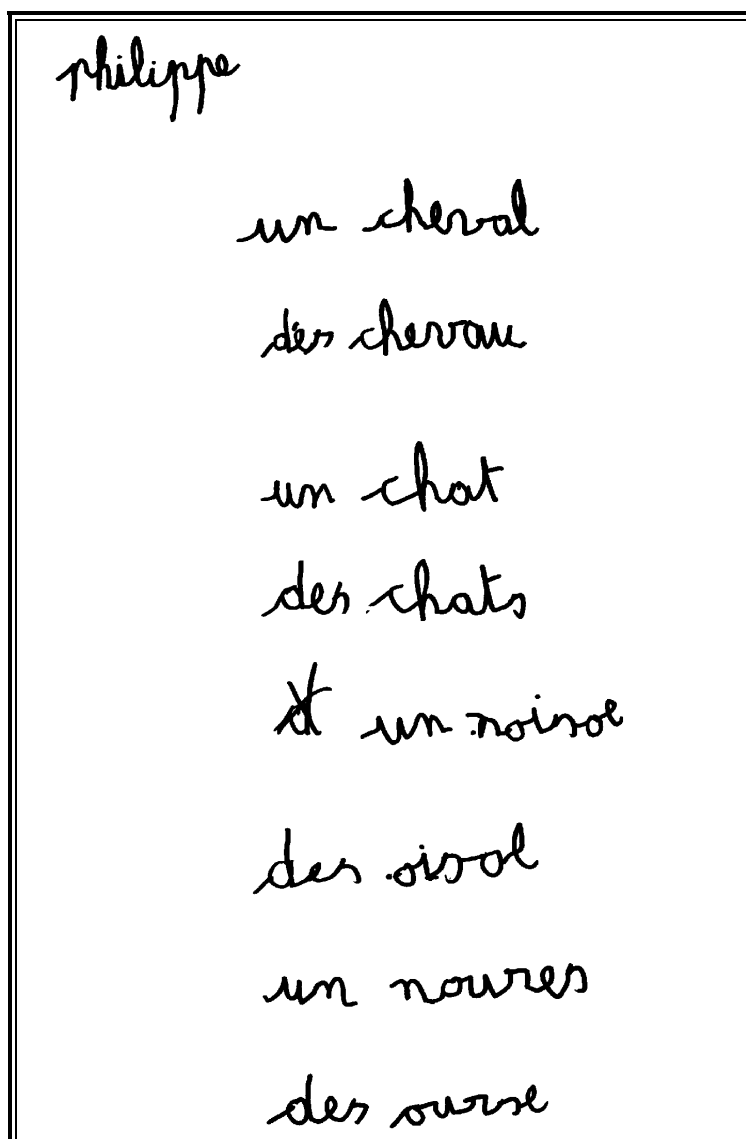 philippe
un cheval
des chevau
un chat
des chats
un noisoe
des oisol
un noures
des ourse